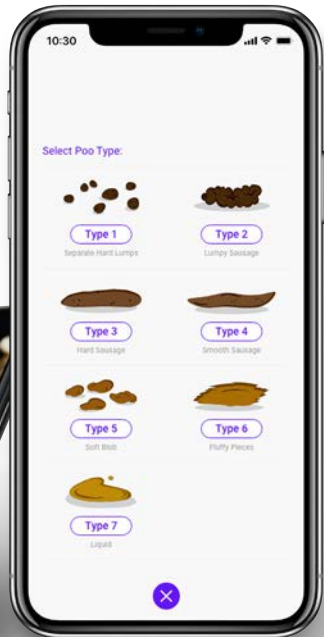 10:30
Select Poo Type:
Type 1
Type 2
Separate Hard Lumps
Lumpy Sausage
Type 3
Type 4
Hard Sausage
Smooth Sausage
Type 5
Type 6
Soft Blob
Fluffy Pieces
Type 7
Liquid